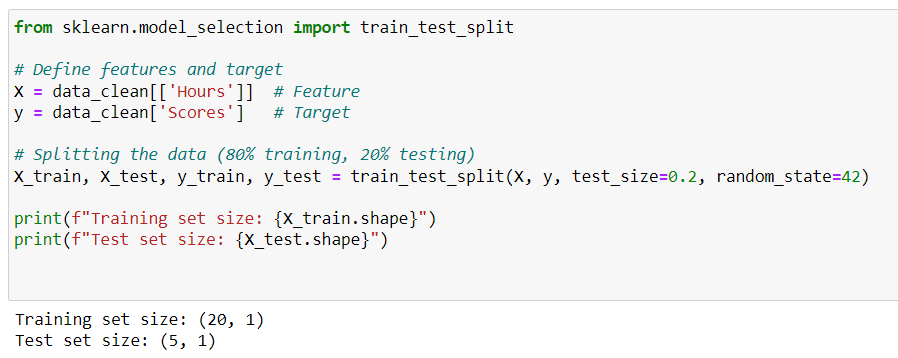 from sklearn.model_selection import train_test_split
# Define features and target
X = data_clean[['Hours']]  # Feature
y = data_clean['Scores']   # Target
# Splitting the data (80% training, 20% testing)
X_train, X_test, y_train, y_test = train_test_split(X, y, test_size=0.2, random_state=42)
print(f"Training set size: {X_train.shape}")
print(f"Test set size: {X_test.shape}")
Training set size: (20, 1)
Test set size: (5, 1)